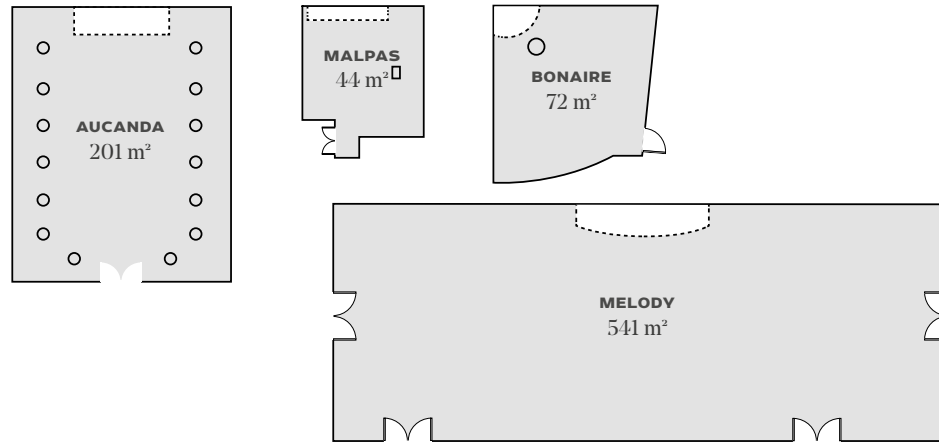 AUCANDA
201 m²
MALPAS
44 m²
BONAIRE
72 m²
MELODY
541 m²